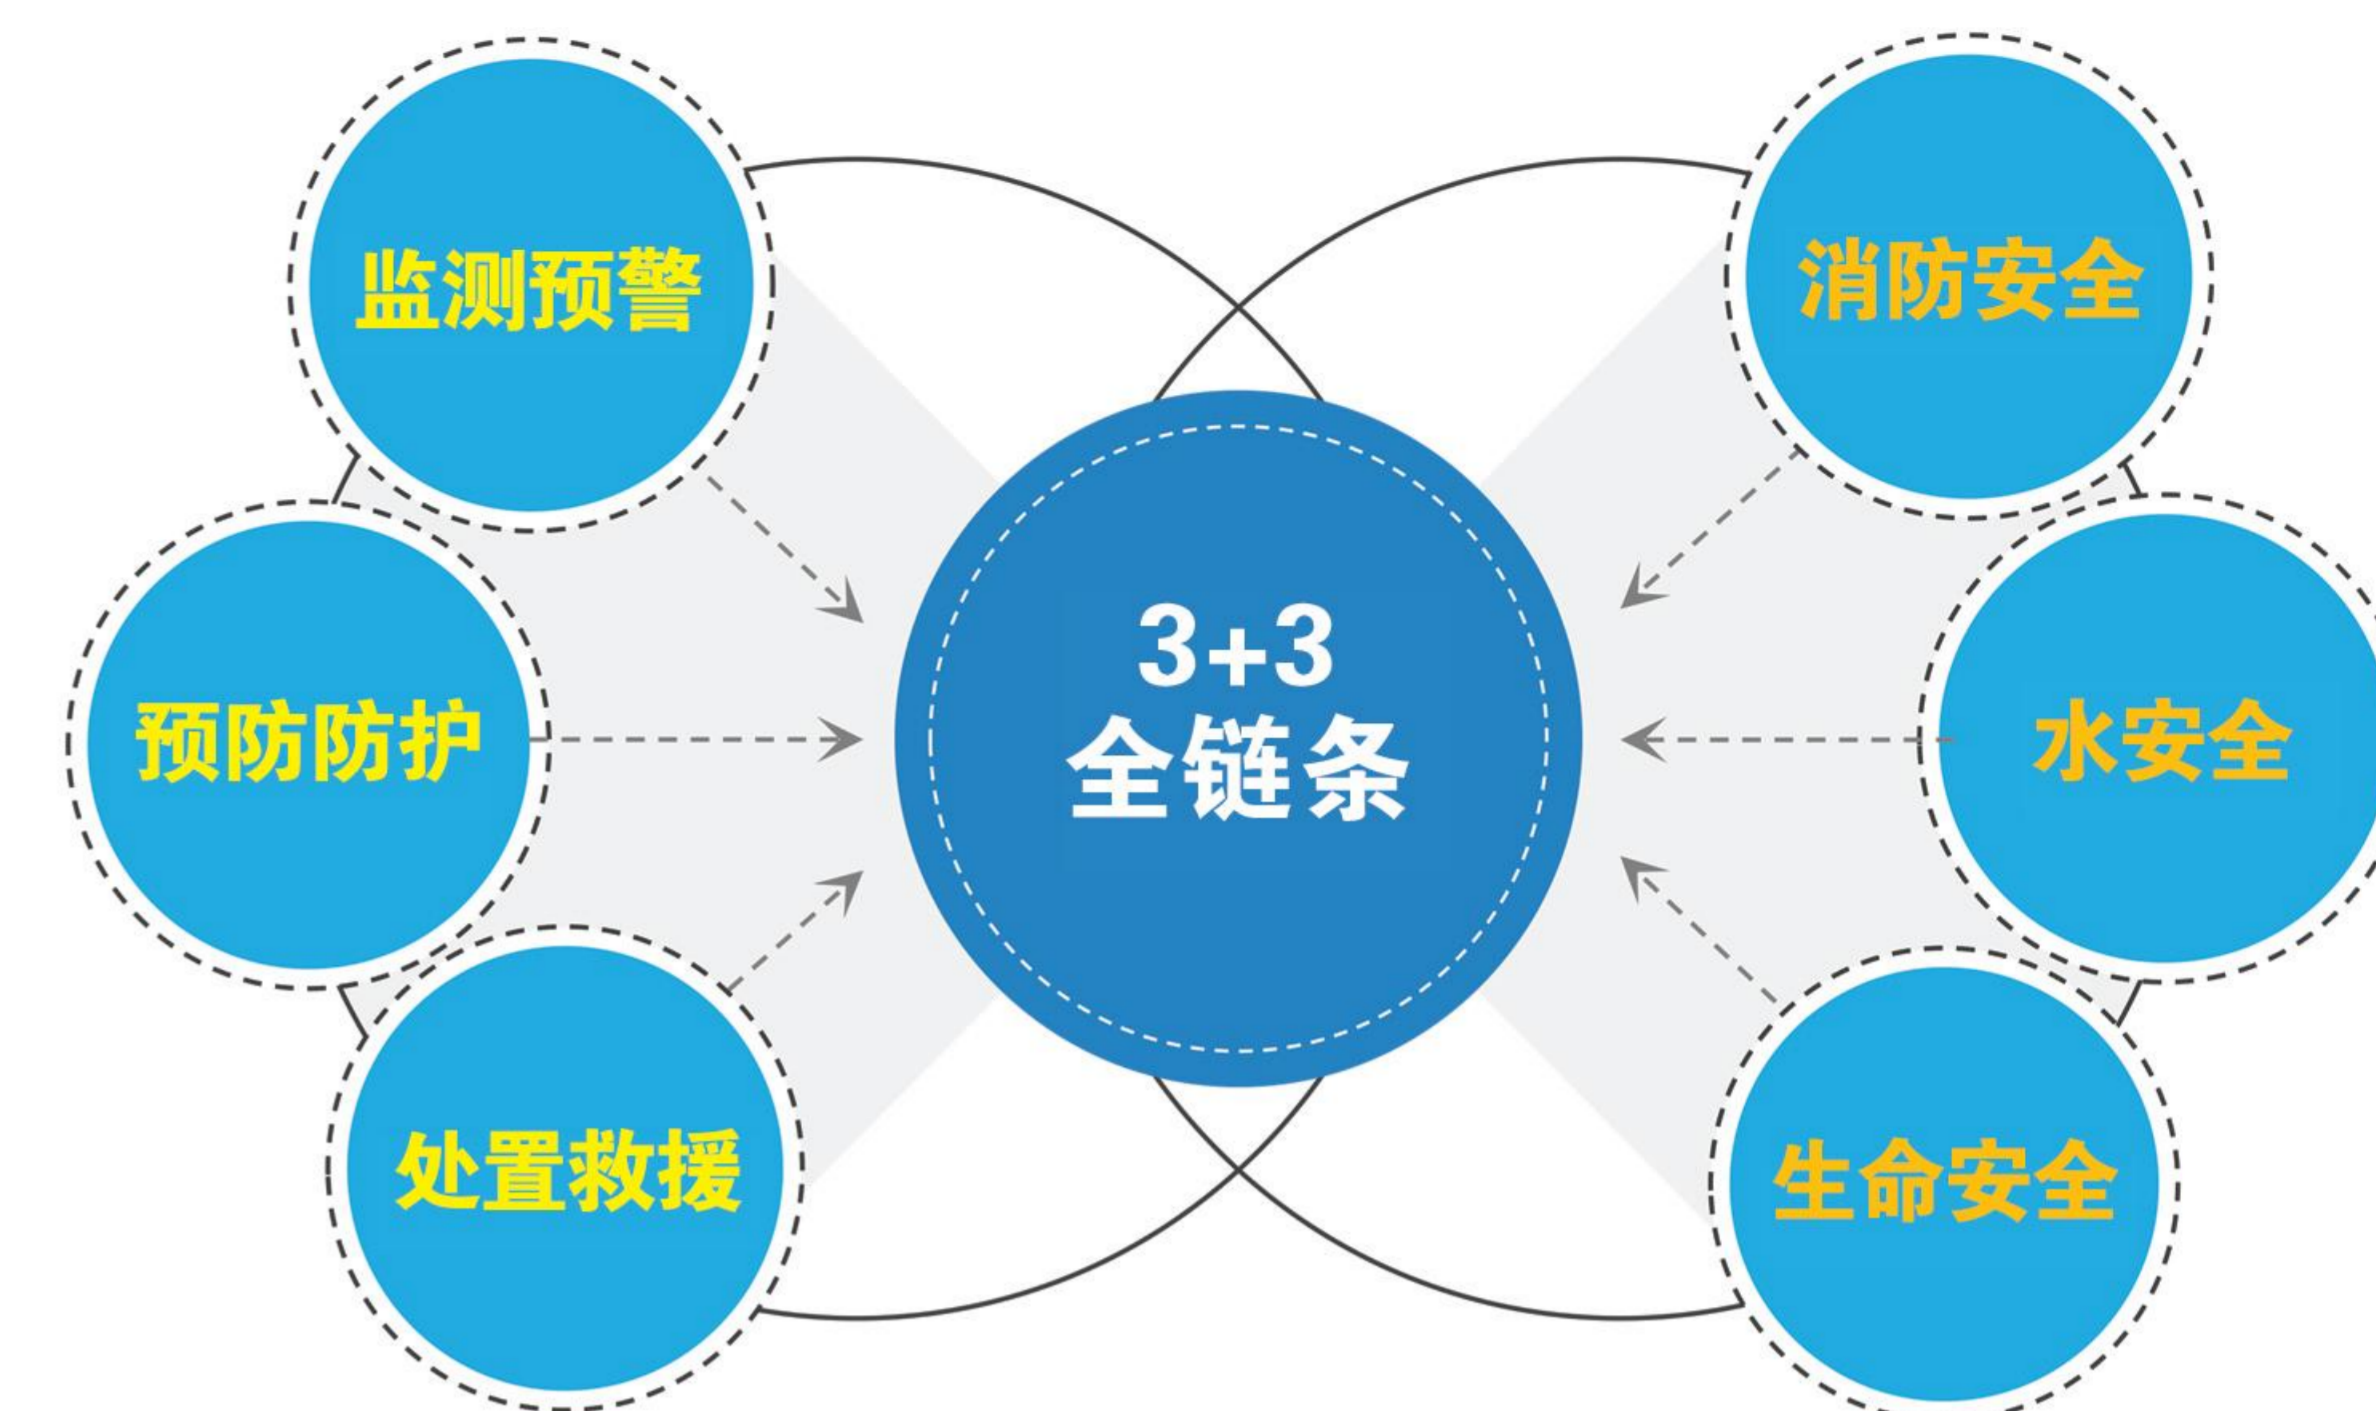 监测预警
预防防护
处置救援
3+3
全链条
消防安全
水安全
生命安全